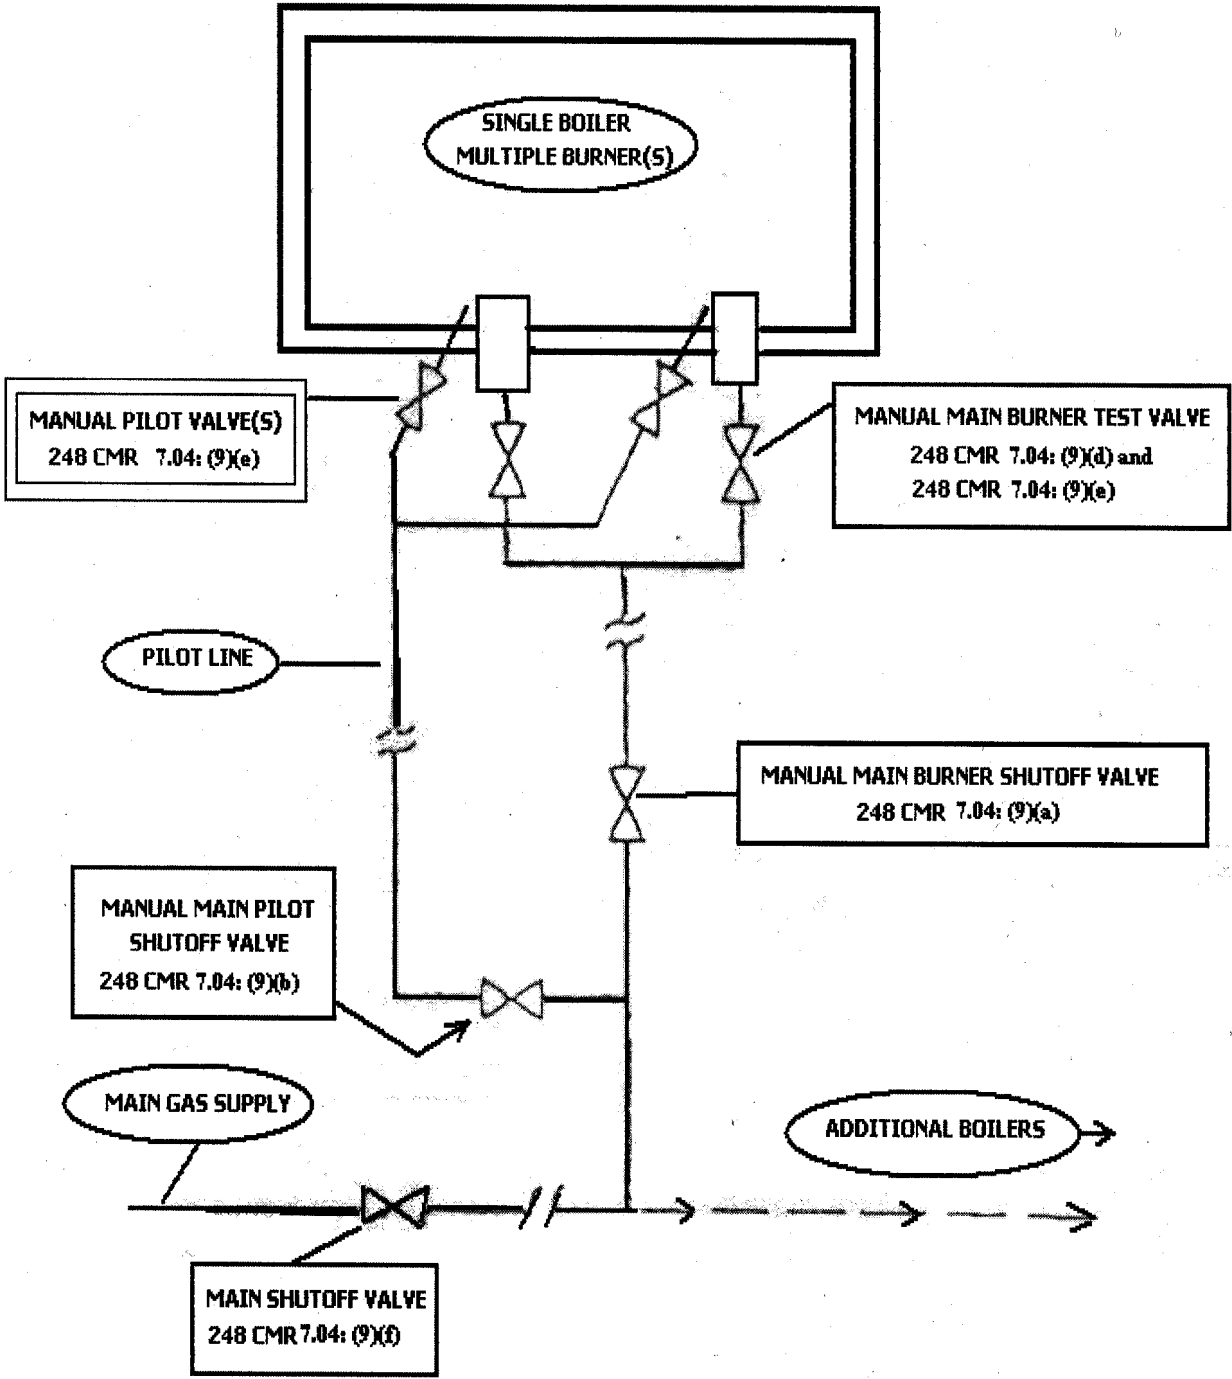 SINGLE BOILER
MULTIPLE BURNER(S)
MANUAL PILOT VALVE(S)
248 CMR 7.04: (9)(e)
MANUAL MAIN BURNER TEST VALVE
248 CMR 7.04: (9)(d) and
248 CMR 7.04: (9)(e)
PILOT LINE
MANUAL MAIN BURNER SHUTOFF VALVE
248 CMR 7.04: (9)(a)
MANUAL MAIN PILOT
SHUTOFF VALVE
248 CMR 7.04: (9)(b)
MAIN GAS SUPPLY
ADDITIONAL BOILERS
MAIN SHUTOFF VALVE
248 CMR 7.04: (9)(f)